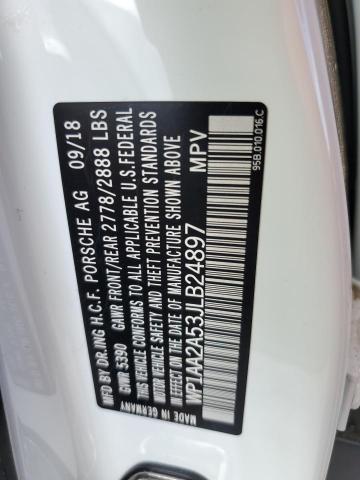 MFD BY DR.ING H.C.F. PORSCHE AG 09/18
GVWR 5390 GAWR FRONT/REAR 2778/2888 LBS
THIS VEHICLE CONFORMS TO ALL APPLICABLE U.S.FEDERAL
MOTOR VEHICLE SAFETY AND THEFT PREVENTION STANDARDS
IN EFFECT ON THE DATE OF MANUFACTURE SHOWN ABOVE
WP1AA2A53JLB24897 MPV
MADE IN GERMANY
95B.010.016.C